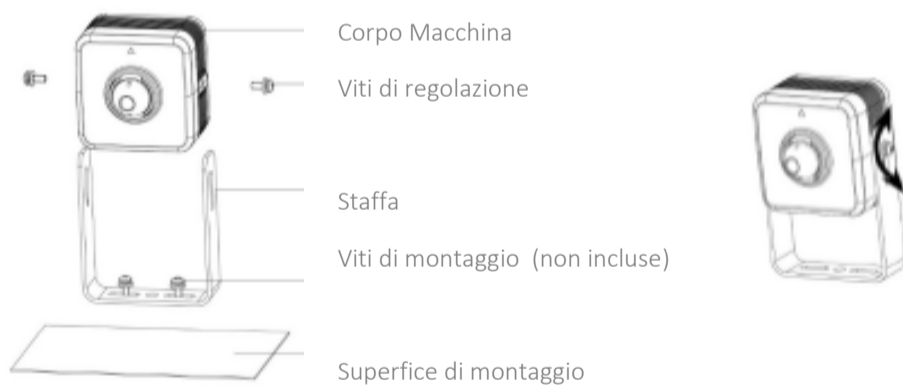 Corpo Macchina
Viti di regolazione
Staffa
Viti di montaggio (non incluse)
Superfice di montaggio